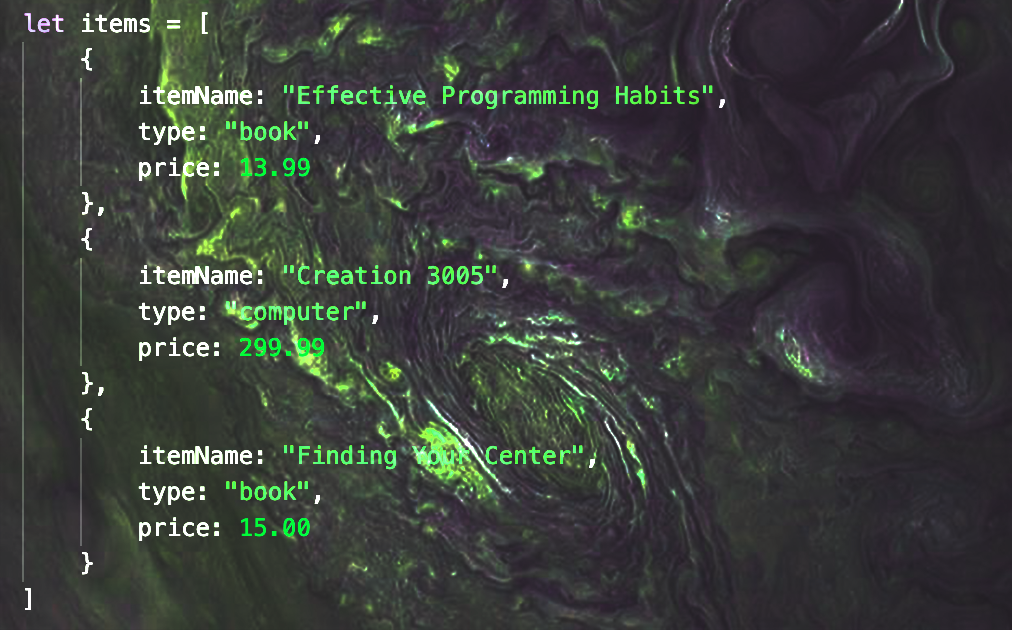 let items = [
    {
        itemName: "Effective Programming Habits",
        type: "book",
        price: 13.99
    },
    {
        itemName: "Creation 3005",
        type: "computer",
        price: 299.99
    },
    {
        itemName: "Finding Your Center",
        type: "book",
        price: 15.00
    }
]